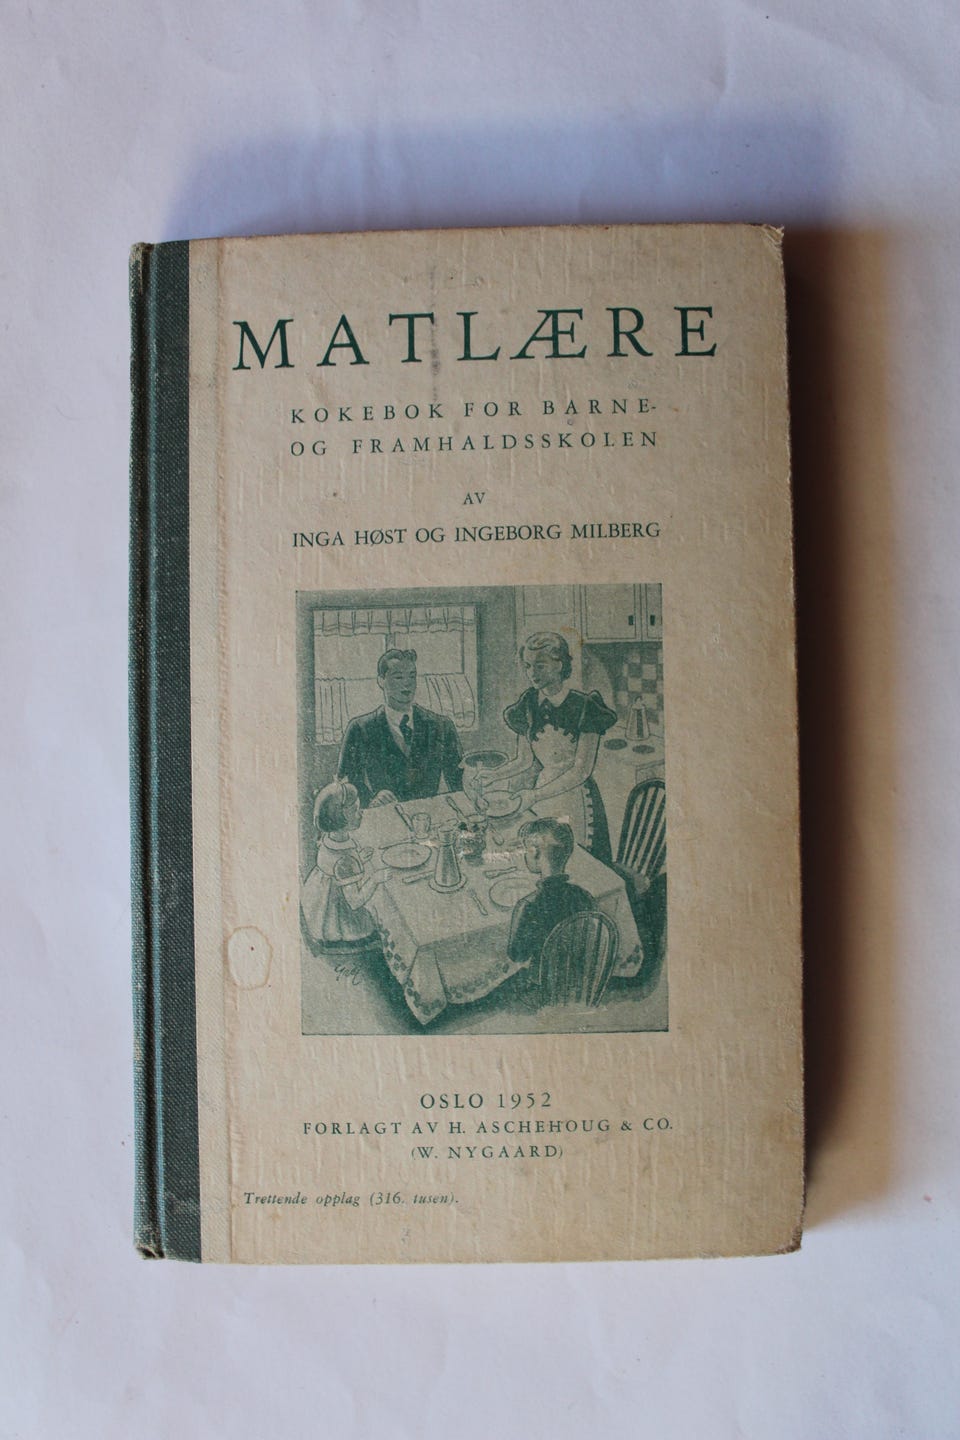 MATLÆRE
KOKEBOK FOR BARNE-
OG FRAMHALDSSKOLEN
AV
INGA HØST OG INGEBORG MILBERG
OSLO 1952
FORLAGT AV H. ASCHEHOUG & CO.
(W. NYGAARD)
Trettende opplag (316. tusen).